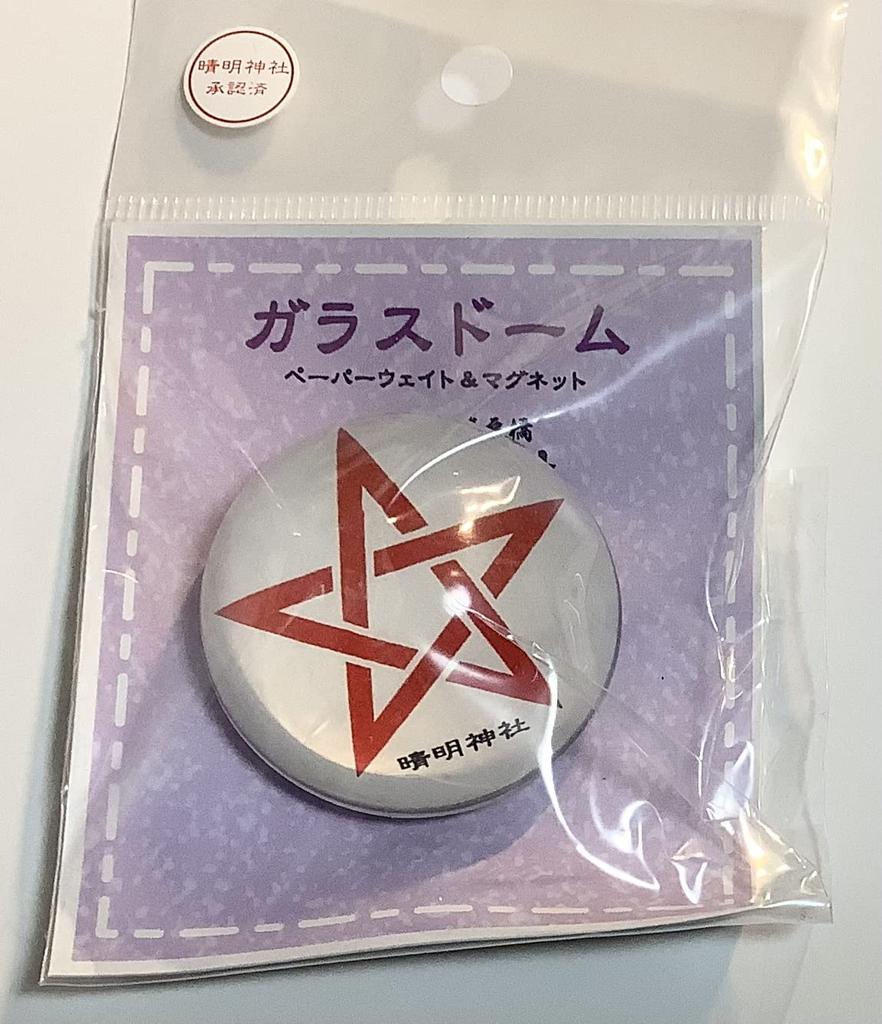 晴明神社
承認済
ガラスドーム
ペーパーウェイト&マグネット
橋
晴明神社